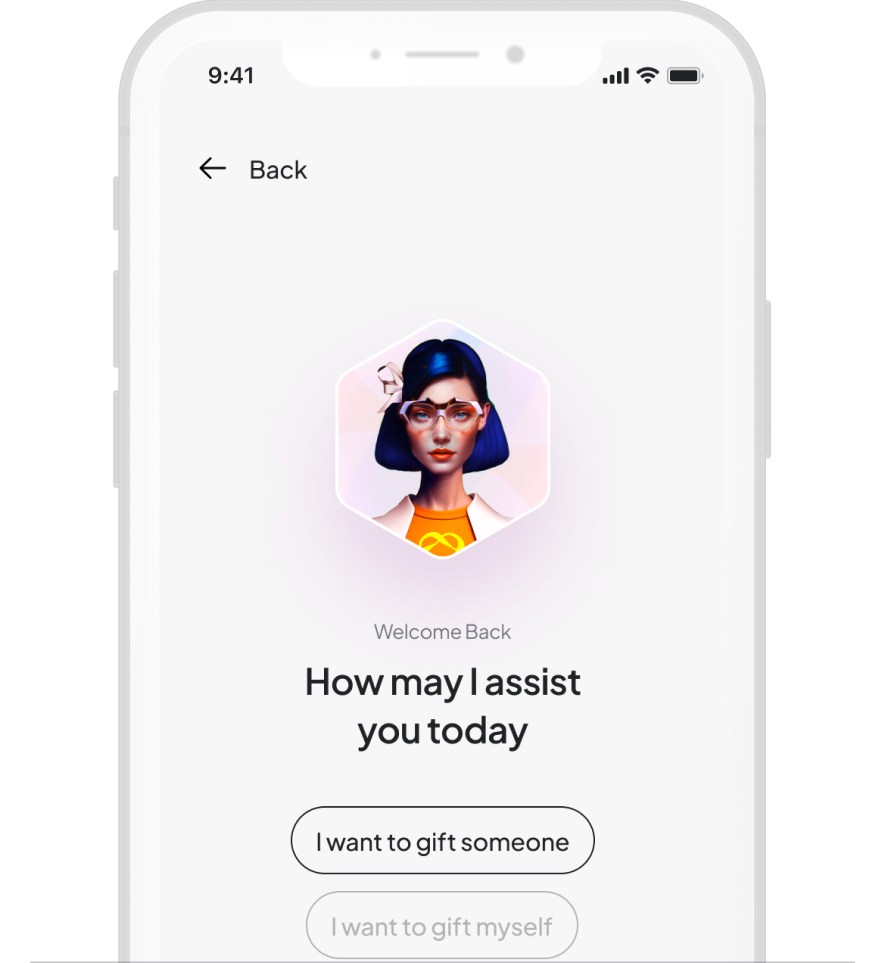 9:41
Back
Welcome Back
How may I assist
you today
I want to gift someone
I want to gift myself